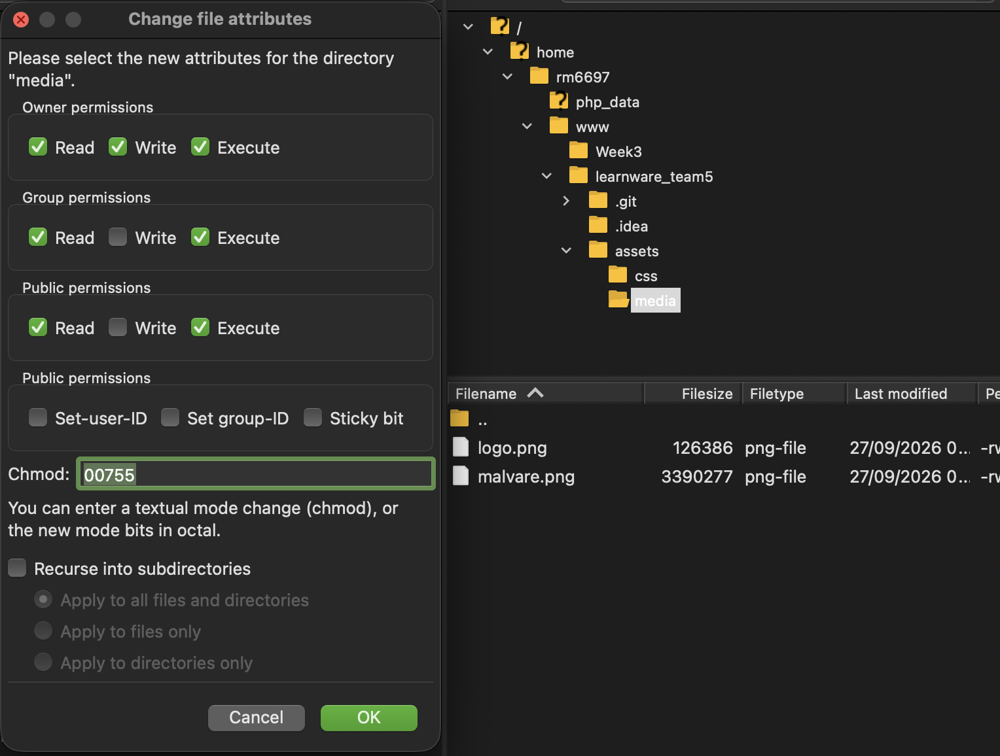 Change file attributes
Please select the new attributes for the directory
"media".
Owner permissions
Read Write Execute
Group permissions
Read Write Execute
Public permissions
Read Write Execute
Public permissions
Set-user-ID Set group-ID Sticky bit
Chmod: 00755
You can enter a textual mode change (chmod), or
the new mode bits in octal.
Recurse into subdirectories
Apply to all files and directories
Apply to files only
Apply to directories only
Cancel OK
/
home
rm6697
php_data
www
Week3
learnware_team5
.git
.idea
assets
css
media
Filename Filesize Filetype Last modified Pe
..
logo.png 126386 png-file 27/09/2026 0... -rw
malvare.png 3390277 png-file 27/09/2026 0... -rw